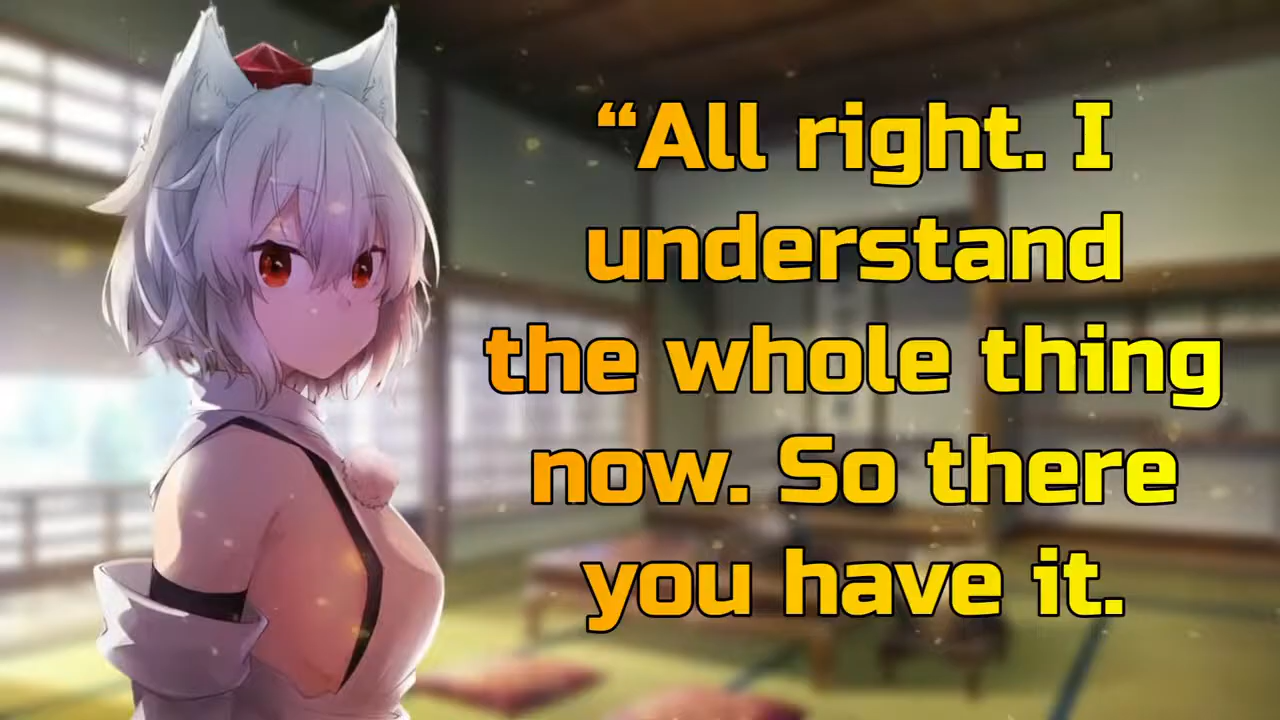 “All right. I
understand
the whole thing
now. So there
you have it.